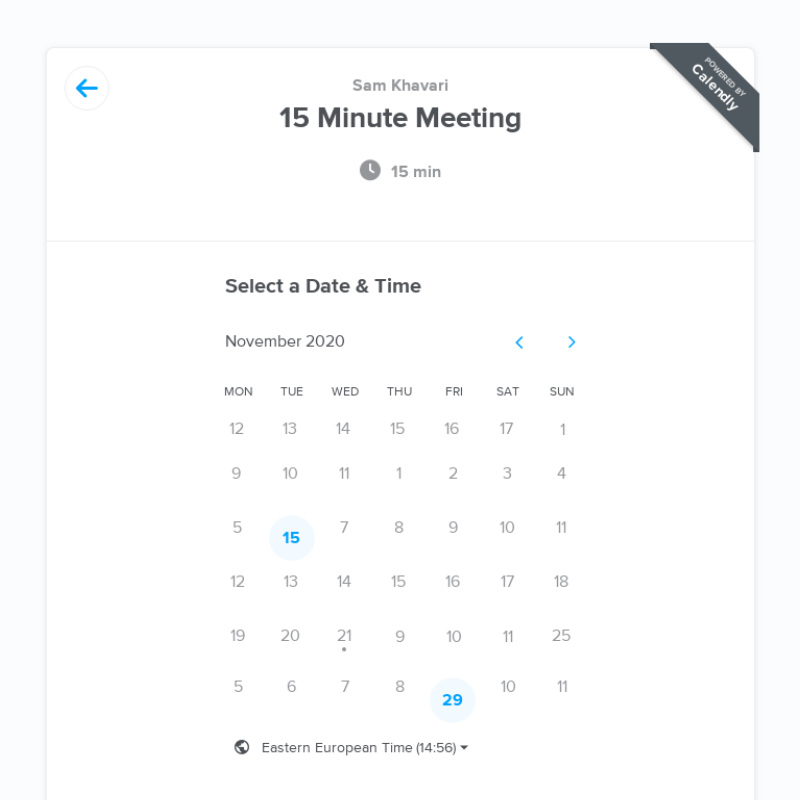 Sam Khavari
POWERED BY
Calendly
15 Minute Meeting
15 min
Select a Date & Time
November 2020
MON TUE WED THU FRI SAT SUN
12 13 14 15 16 17 1
9 10 11 1 2 3 4
5 15 7 8 9 10 11
12 13 14 15 16 17 18
19 20 21 9 10 11 25
5 6 7 8 29 10 11
Eastern European Time (14:56)